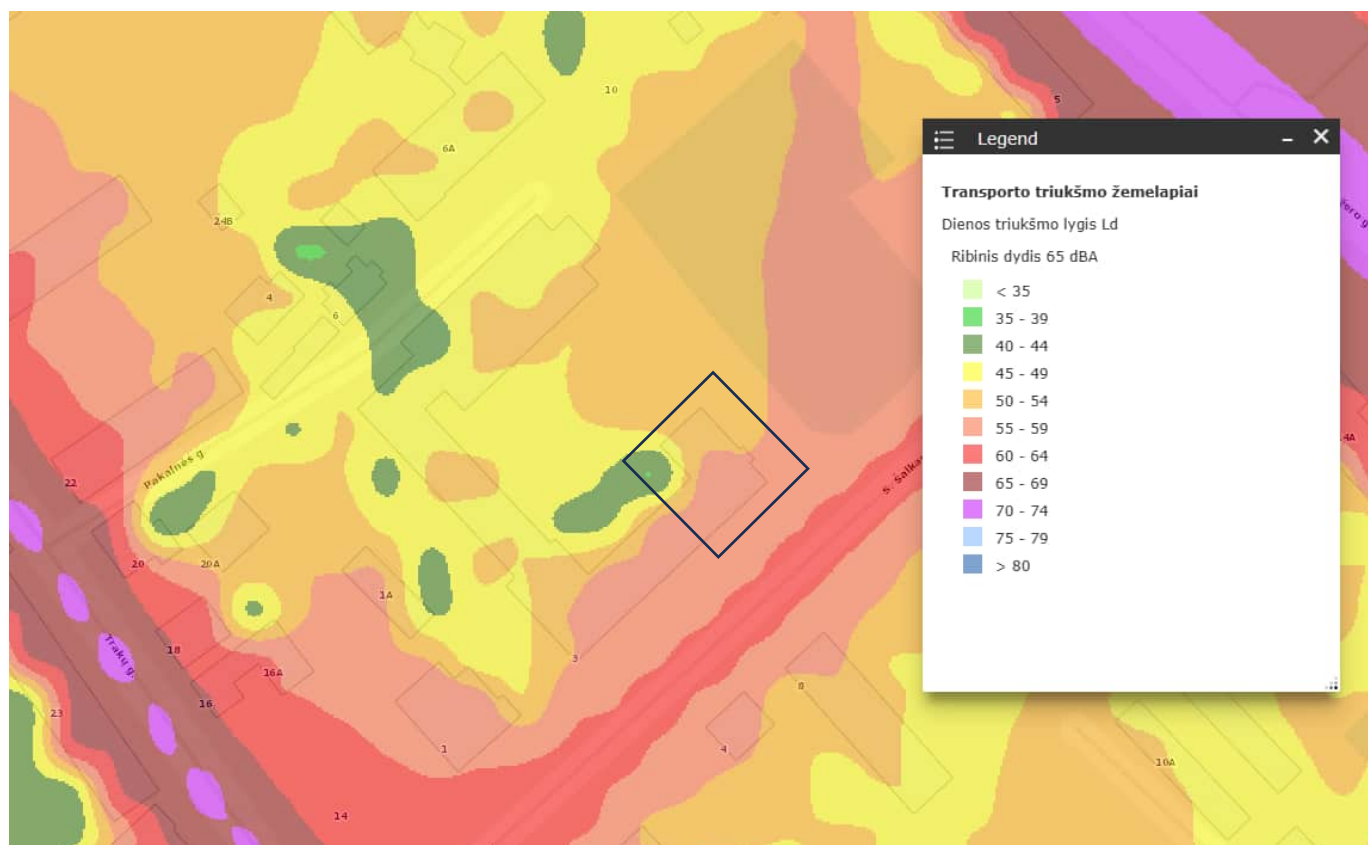 5
10
6A
24B
4
6
Pakalnės g.
22
20
20A
1A
18
16A
16
Trakų g.
23
3
8
4
1
14
10A
4A
Legend
Transporto triukšmo žemelapiai
Dienos triukšmo lygis Ld
Ribinis dydis 65 dBA
< 35
35 - 39
40 - 44
45 - 49
50 - 54
55 - 59
60 - 64
65 - 69
70 - 74
75 - 79
> 80